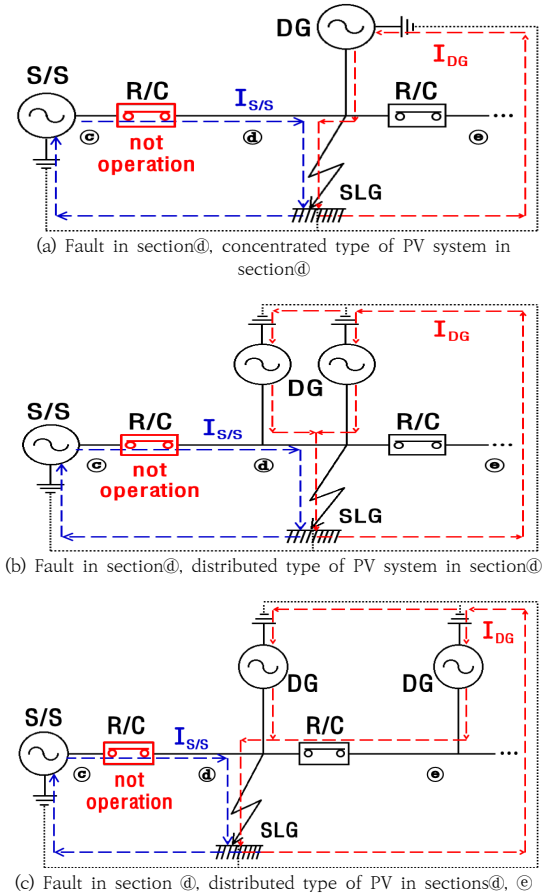 DG
I_DG
S/S
R/C
I_S/S
R/C
ⓒ
not
operation
ⓓ
ⓔ
...
SLG
(a) Fault in sectionⓓ, concentrated type of PV system in
sectionⓓ
I_DG
DG
S/S
R/C
I_S/S
R/C
ⓒ
not
operation
ⓓ
ⓔ
...
SLG
(b) Fault in sectionⓓ, distributed type of PV system in sectionⓓ
I_DG
DG
DG
S/S
R/C
I_S/S
R/C
ⓒ
not
operation
ⓓ
ⓔ
...
SLG
(c) Fault in section ⓓ, distributed type of PV in sectionsⓓ, ⓔ